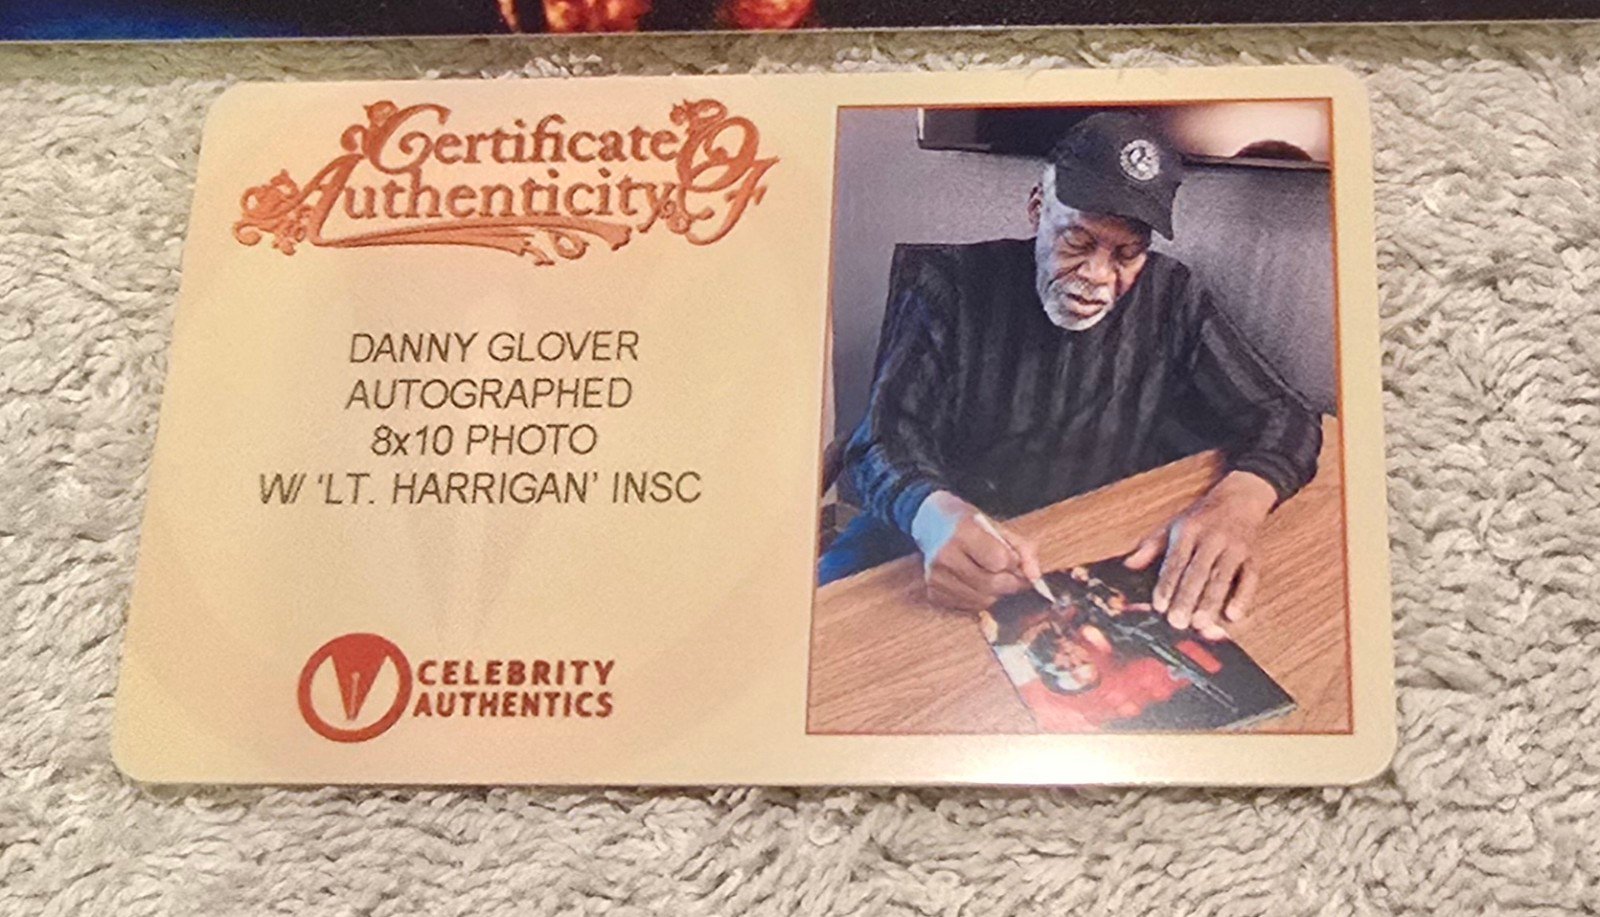 Certificate Of
Authenticity
DANNY GLOVER
AUTOGRAPHED
8x10 PHOTO
W/ ‘LT. HARRIGAN’ INSC
CELEBRITY
AUTHENTICS